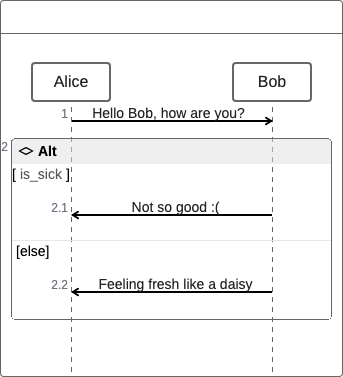 Alice Bob
1 Hello Bob, how are you?
2 <> Alt
[ is_sick ]
2.1 Not so good :(
[else]
2.2 Feeling fresh like a daisy